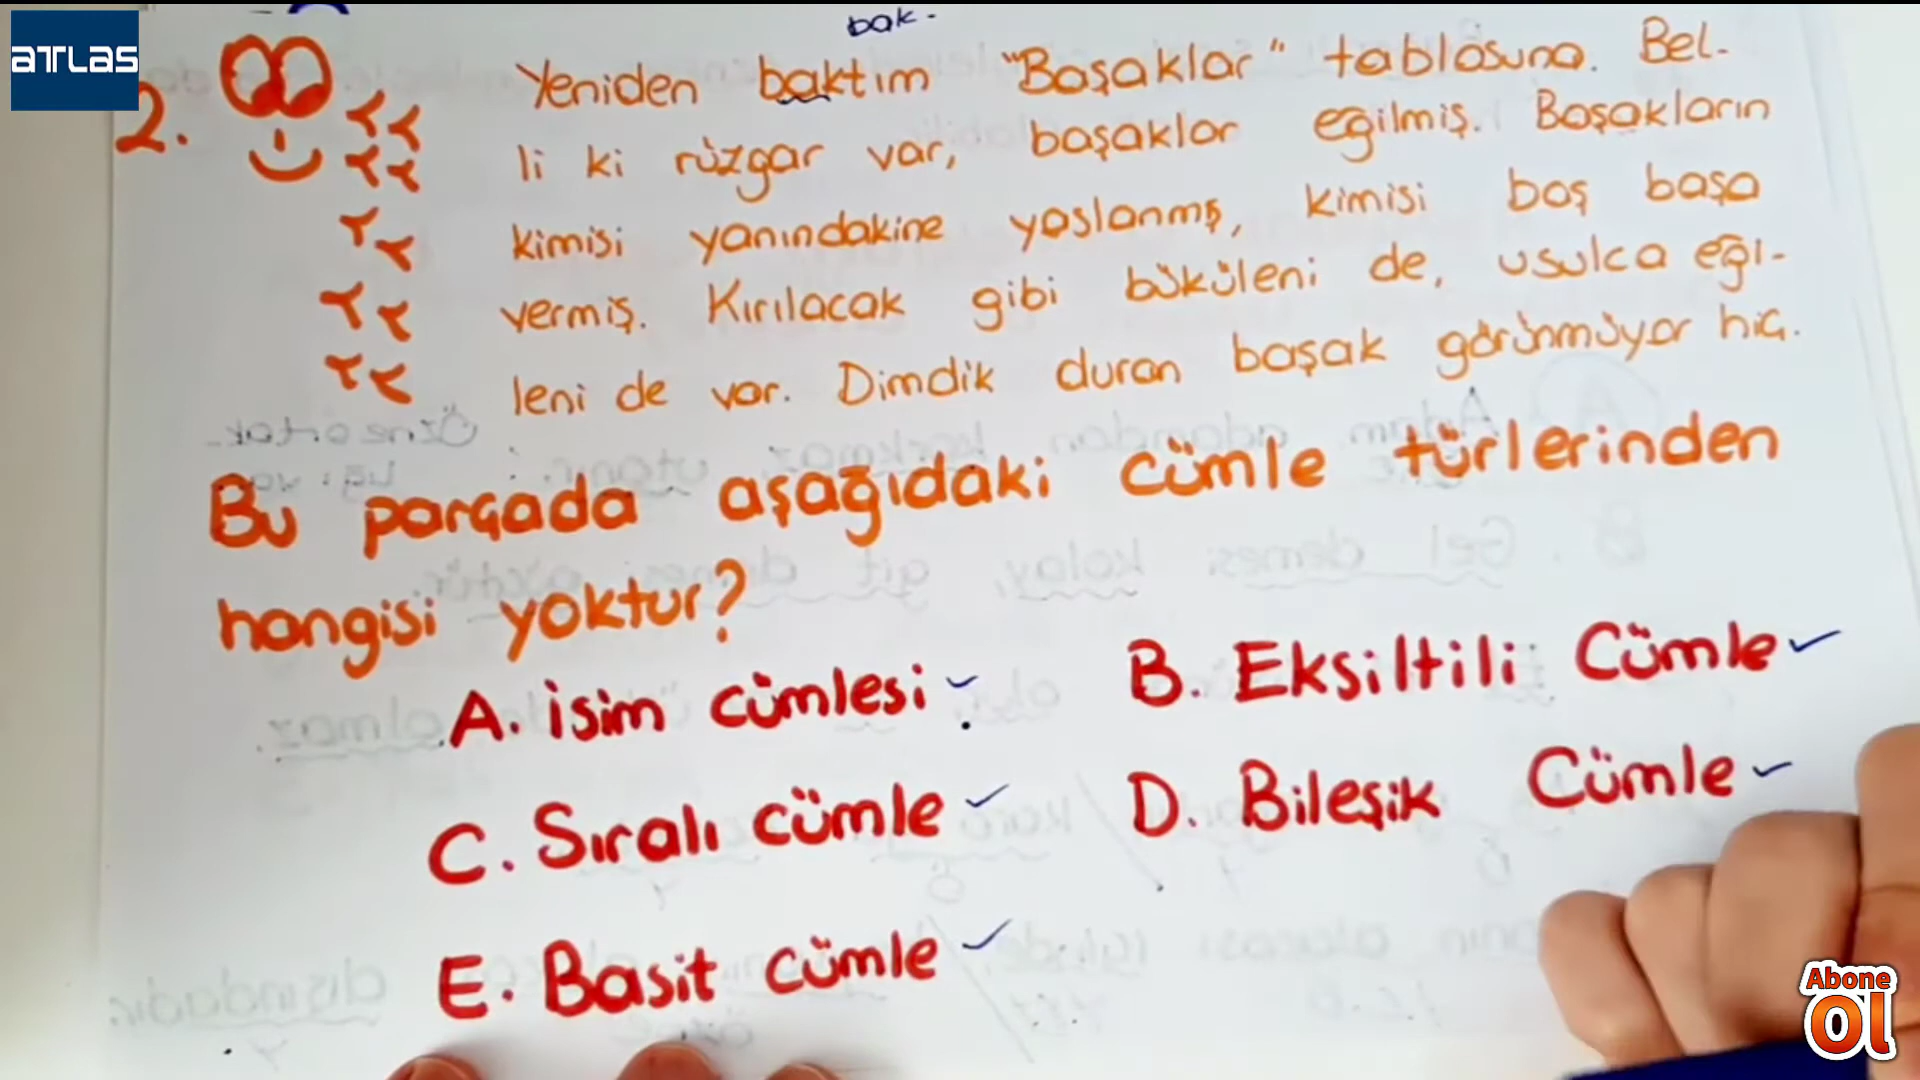 ATLAS
bak.
2. Yeniden baktım "Başaklar" tablosuna. Bel-
li ki rüzgar var, başaklar eğilmiş. Başakların
kimisi yanındakine yaslanmş, kimisi baş başa
vermiş. Kırılacak gibi büküleni de, usulca eği-
leni de var. Dimdik duran başak görünmüyor hiç.
Bu parçada aşağıdaki cümle türlerinden
hangisi yoktur?
A. İsim cümlesi
B. Eksiltili Cümle
C. Sıralı cümle
D. Bileşik Cümle
E. Basit cümle
Abone
Ol